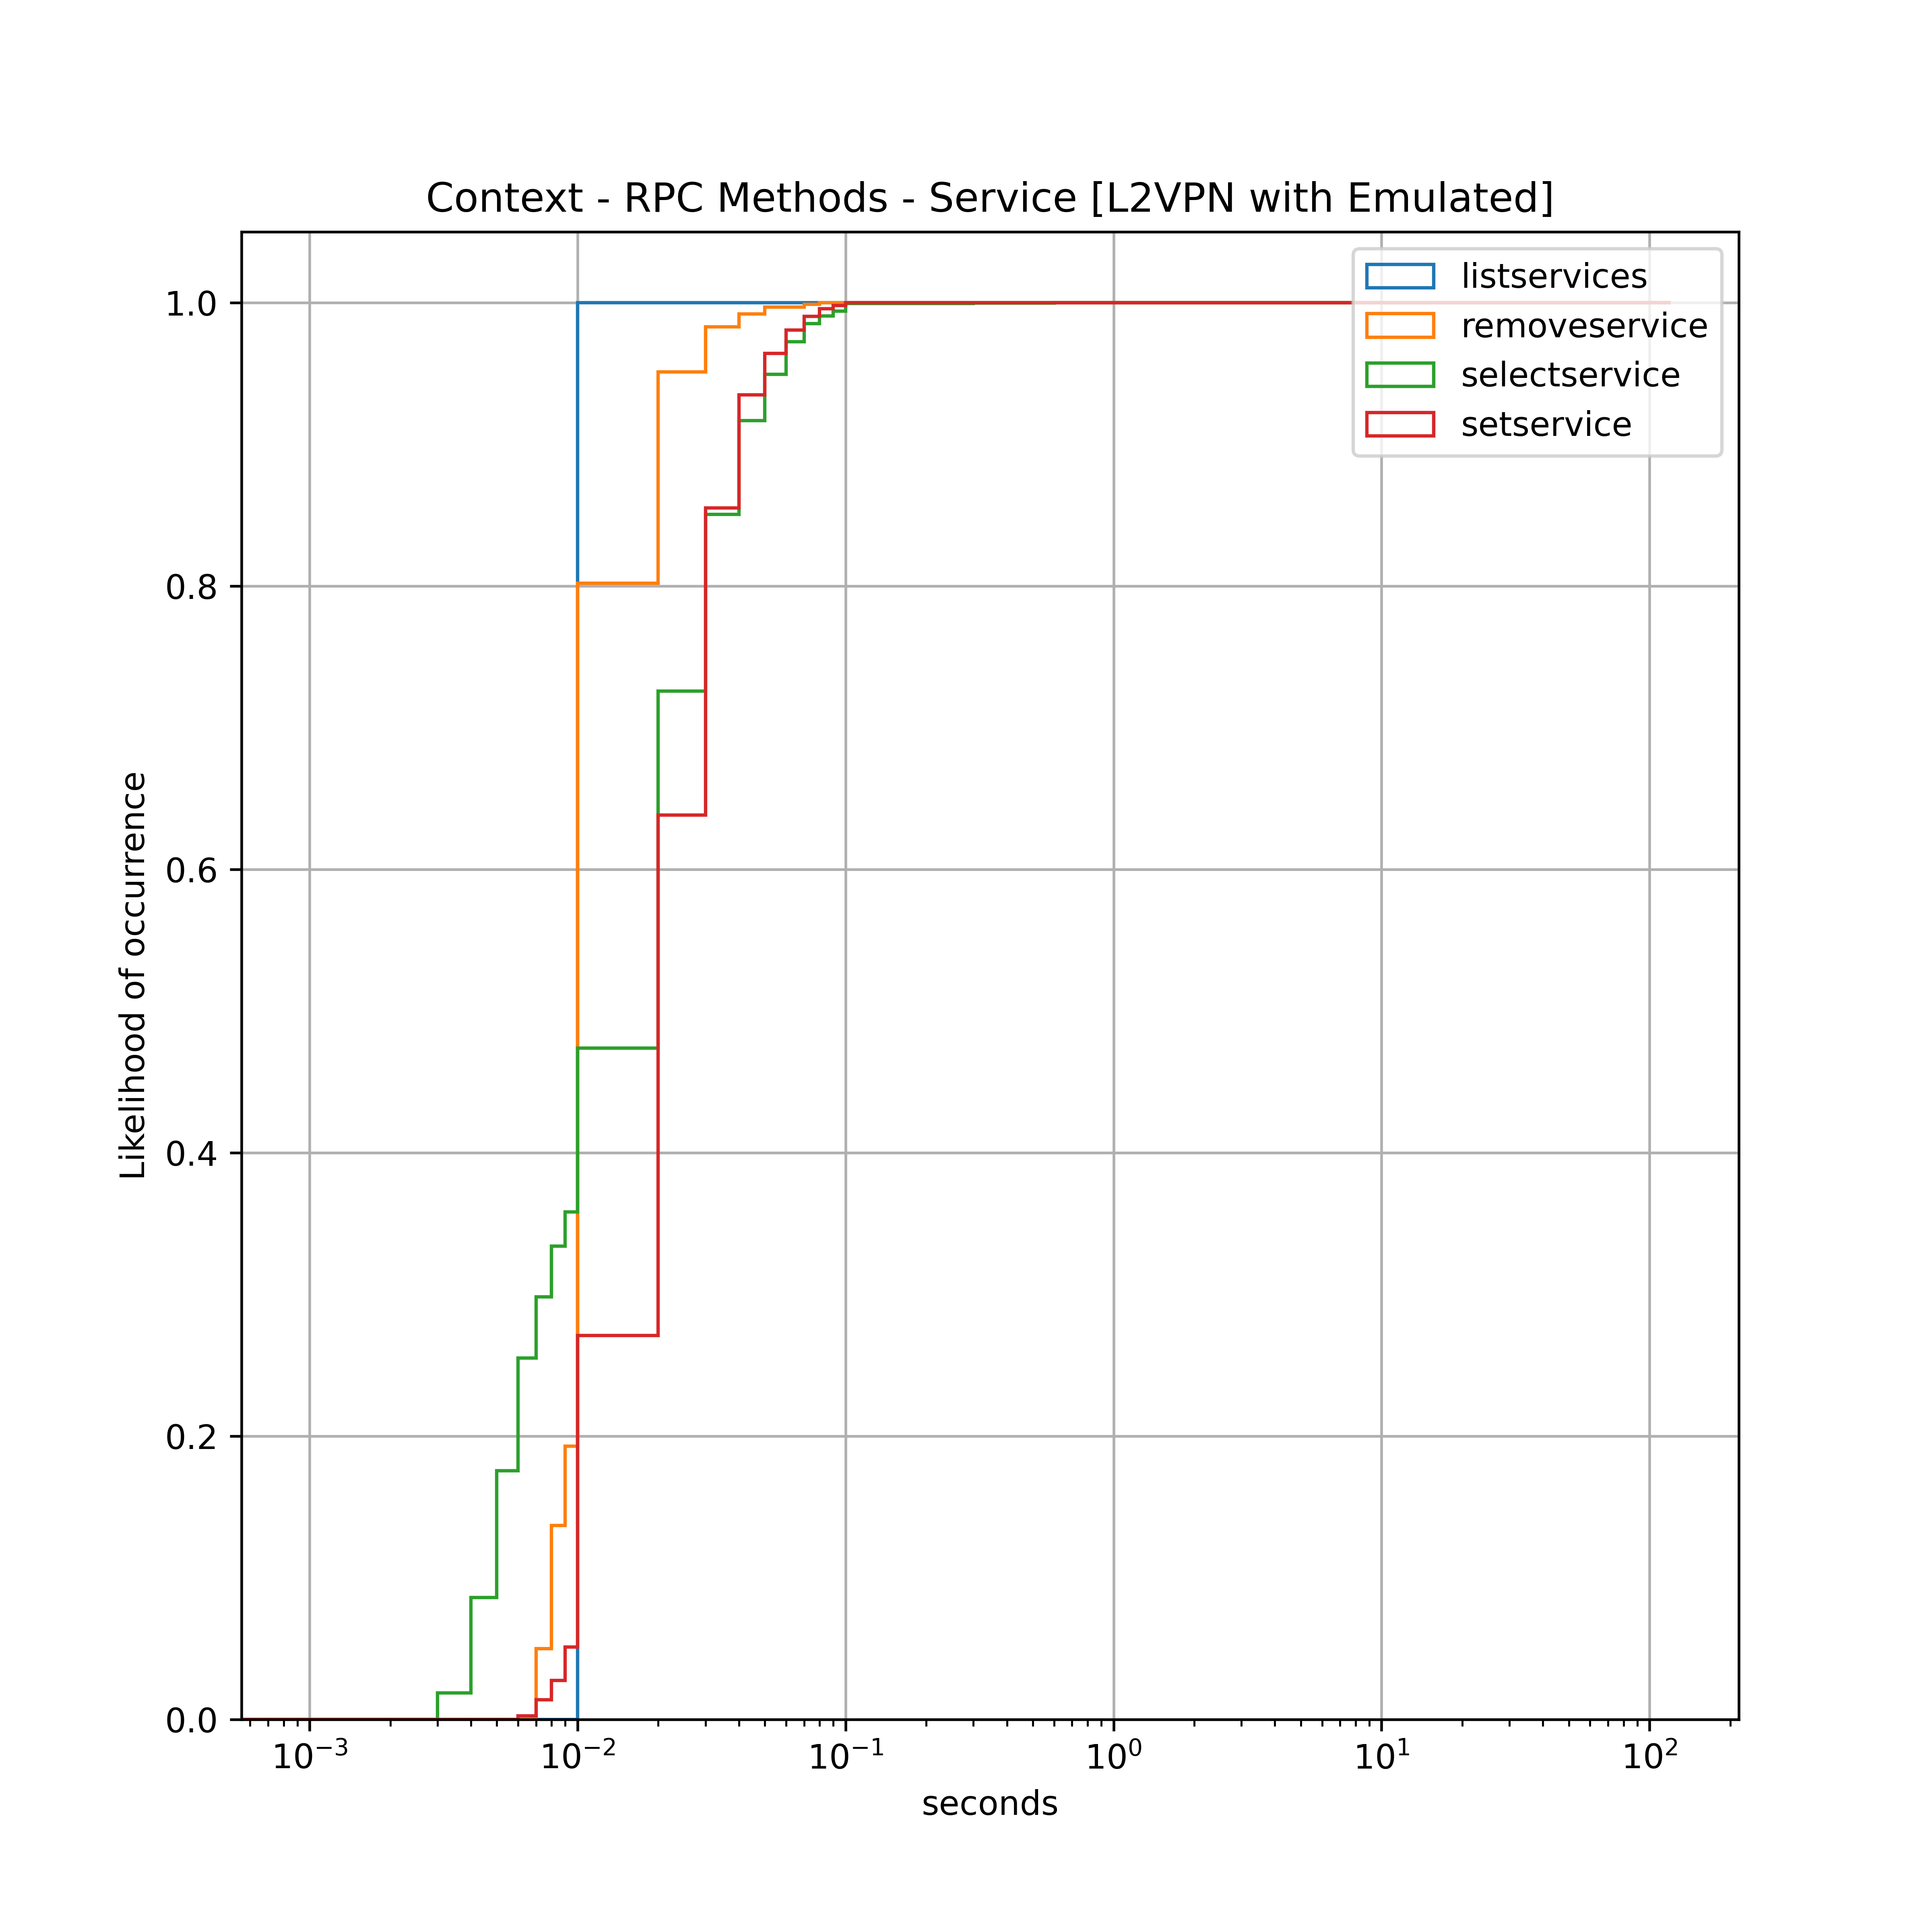 Context - RPC Methods - Service [L2VPN with Emulated]
listservices
removeservice
selectservice
setservice
Likelihood of occurrence
1.0
0.8
0.6
0.4
0.2
0.0
10⁻³ 10⁻² 10⁻¹ 10⁰ 10¹ 10²
seconds